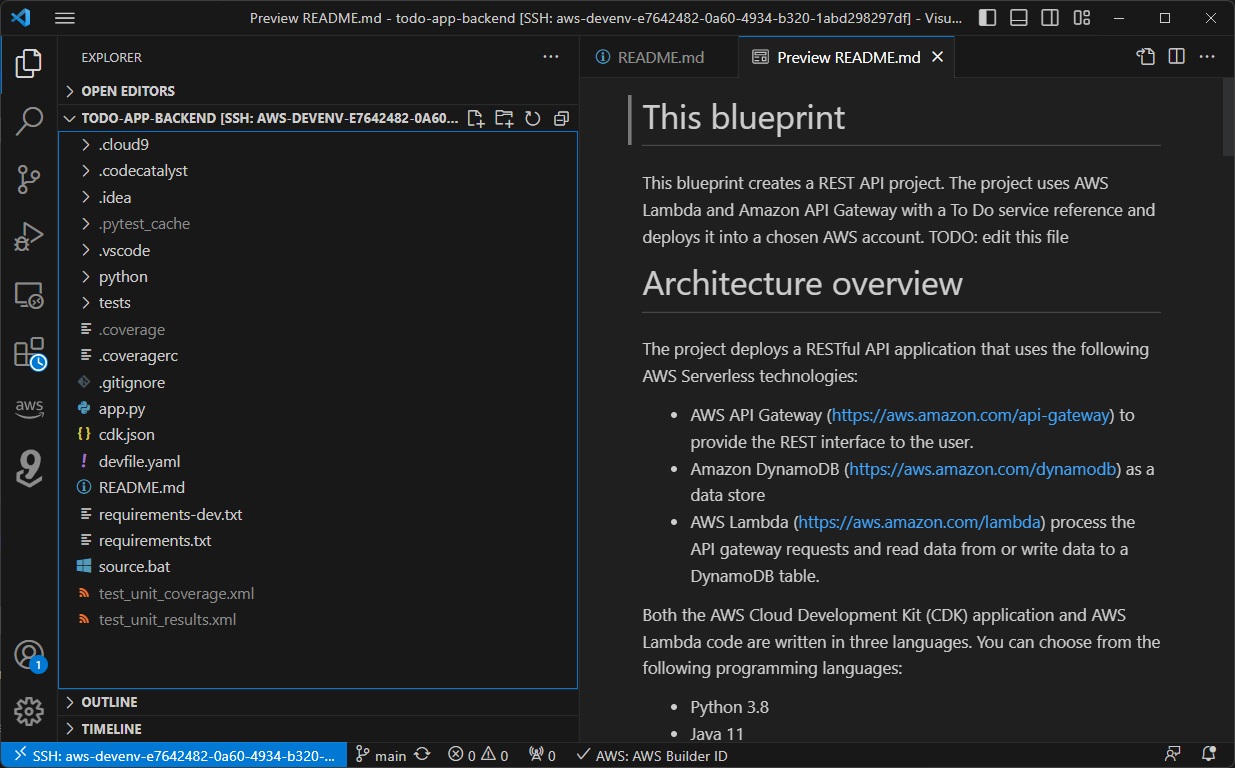 Preview README.md - todo-app-backend [SSH: aws-devenv-e7642482-0a60-4934-b320-1abd298297df] - Visu...
EXPLORER
OPEN EDITORS
TODO-APP-BACKEND [SSH: AWS-DEVENV-E7642482-0A60...
.cloud9
.codecatalyst
.idea
.pytest_cache
.vscode
python
tests
.coverage
.coveragerc
.gitignore
app.py
cdk.json
devfile.yaml
README.md
requirements-dev.txt
requirements.txt
source.bat
test_unit_coverage.xml
test_unit_results.xml
OUTLINE
TIMELINE
aws
1
README.md
Preview README.md
This blueprint
This blueprint creates a REST API project. The project uses AWS
Lambda and Amazon API Gateway with a To Do service reference and
deploys it into a chosen AWS account. TODO: edit this file
Architecture overview
The project deploys a RESTful API application that uses the following
AWS Serverless technologies:
• AWS API Gateway (https://aws.amazon.com/api-gateway) to
provide the REST interface to the user.
• Amazon DynamoDB (https://aws.amazon.com/dynamodb) as a
data store
• AWS Lambda (https://aws.amazon.com/lambda) process the
API gateway requests and read data from or write data to a
DynamoDB table.
Both the AWS Cloud Development Kit (CDK) application and AWS
Lambda code are written in three languages. You can choose from the
following programming languages:
• Python 3.8
• Java 11
SSH: aws-devenv-e7642482-0a60-4934-b320-... main 0 0 0 AWS: AWS Builder ID